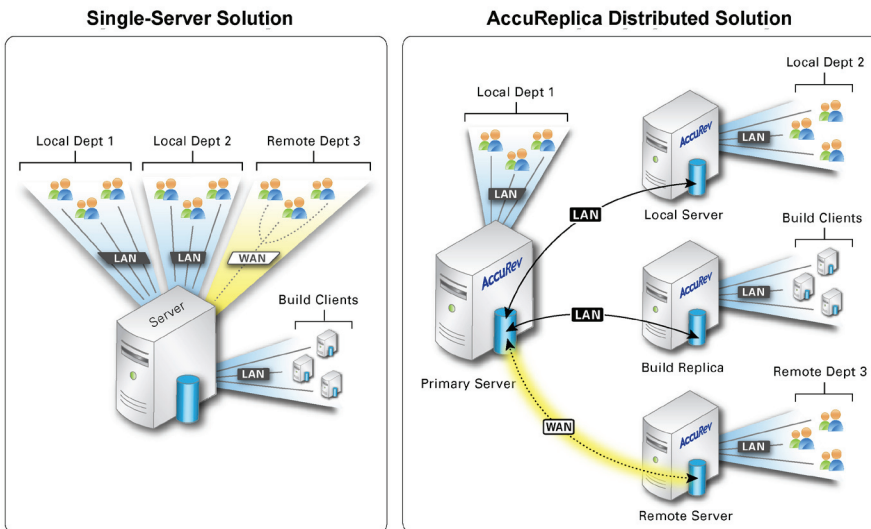 Single-Server Solution
Local Dept 1
Local Dept 2
Remote Dept 3
LAN
LAN
WAN
Server
Build Clients
LAN
AccuReplica Distributed Solution
Local Dept 1
LAN
AccuRev
Primary Server
LAN
LAN
WAN
Local Dept 2
AccuRev
LAN
Local Server
Build Clients
AccuRev
LAN
Build Replica
Remote Dept 3
AccuRev
LAN
Remote Server